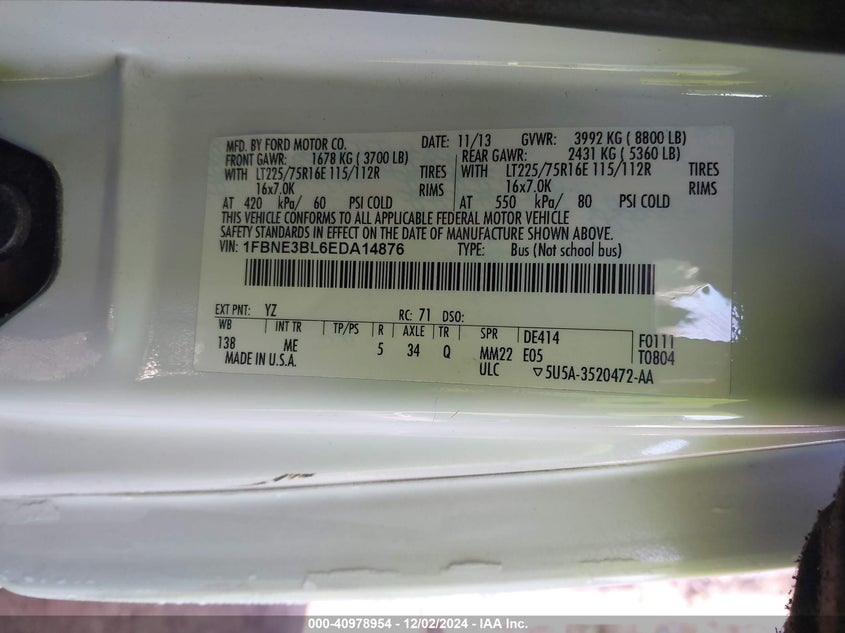 MFD. BY FORD MOTOR CO. DATE: 11/13 GVWR: 3992 KG ( 8800 LB)
FRONT GAWR: 1678 KG ( 3700 LB) REAR GAWR: 2431 KG ( 5360 LB)
WITH LT225/75R16E 115/112R TIRES WITH LT225/75R16E 115/112R TIRES
16x7.0K RIMS 16x7.0K RIMS
AT 420 kPa/ 60 PSI COLD AT 550 kPa/ 80 PSI COLD
THIS VEHICLE CONFORMS TO ALL APPLICABLE FEDERAL MOTOR VEHICLE
SAFETY STANDARDS IN EFFECT ON THE DATE OF MANUFACTURE SHOWN ABOVE.
VIN: 1FBNE3BL6EDA14876 TYPE: Bus (Not school bus)
EXT PNT: YZ RC: 71 DSO:
WB INT TR TP/PS R AXLE TR SPR DE414 F0111
138 ME 5 34 Q MM22 E05 T0804
MADE IN U.S.A. ULC ▽5U5A-3520472-AA
000-40978954 - 12/02/2024 - IAA Inc.